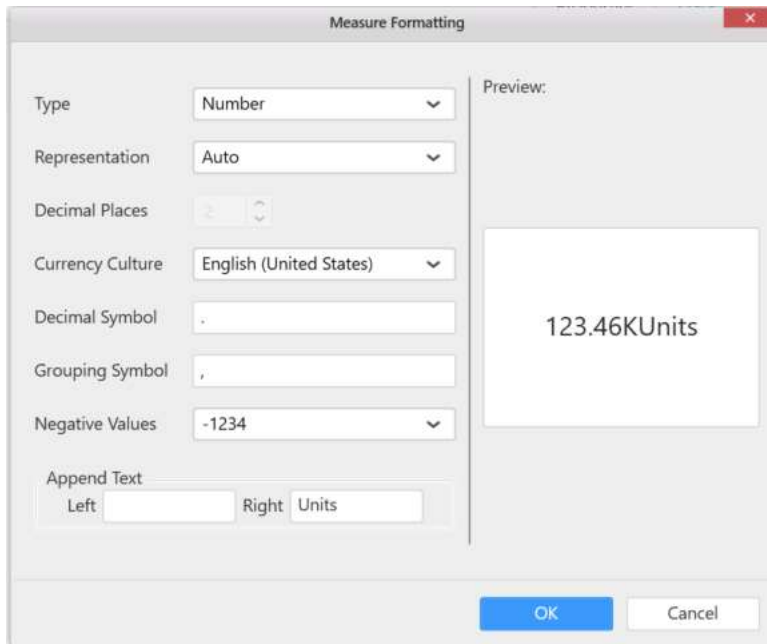 Measure Formatting
Type
Number
Preview:
Representation
Auto
Decimal Places
2
Currency Culture
English (United States)
Decimal Symbol
.
Grouping Symbol
,
Negative Values
-1234
123.46KUnits
Append Text
Left
Right
Units
OK
Cancel